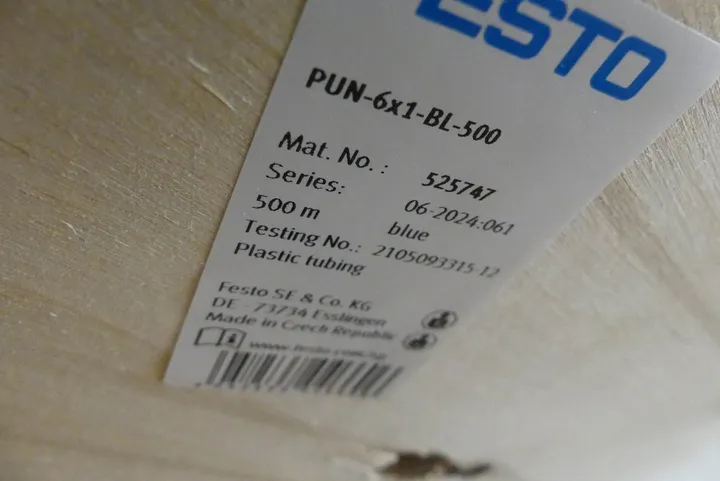 ESTO
PUN-6x1-BL-500
Mat. No.: 525747
Series: 06-2024:061
500 m blue
Testing No.: 2105093315-12
Plastic tubing
Festo SE & Co. KG
DE - 73734 Esslingen
Made in Czech Republic